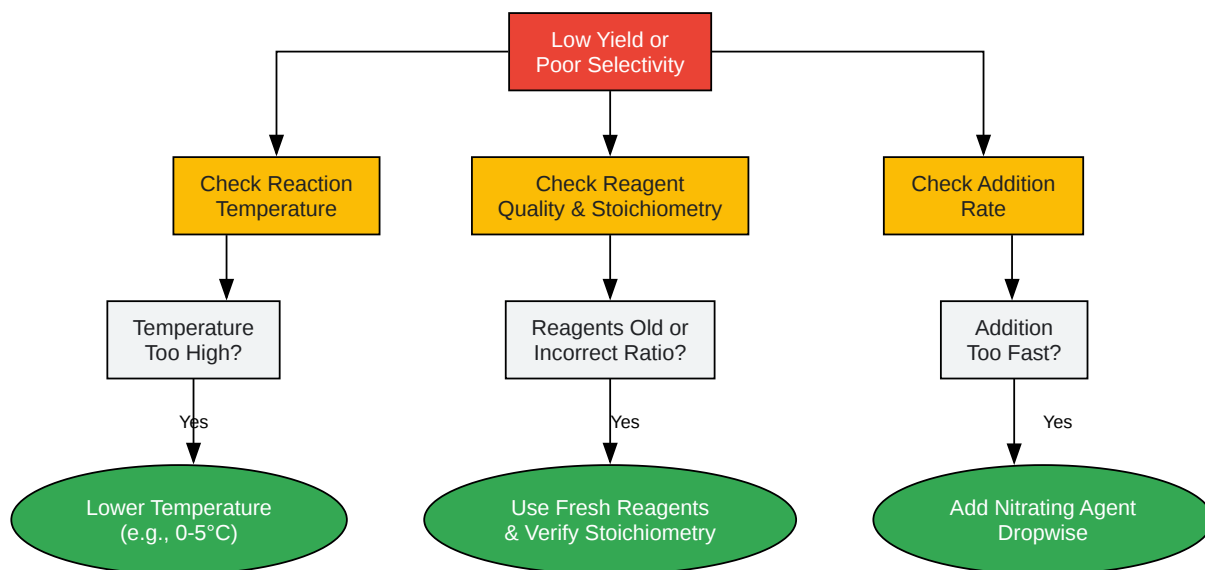 Low Yield or
Poor Selectivity
Check Reaction
Temperature
Check Reagent
Quality & Stoichiometry
Check Addition
Rate
Temperature
Too High?
Reagents Old or
Incorrect Ratio?
Addition
Too Fast?
Yes
Yes
Yes
Lower Temperature
(e.g., 0-5°C)
Use Fresh Reagents
& Verify Stoichiometry
Add Nitrating Agent
Dropwise